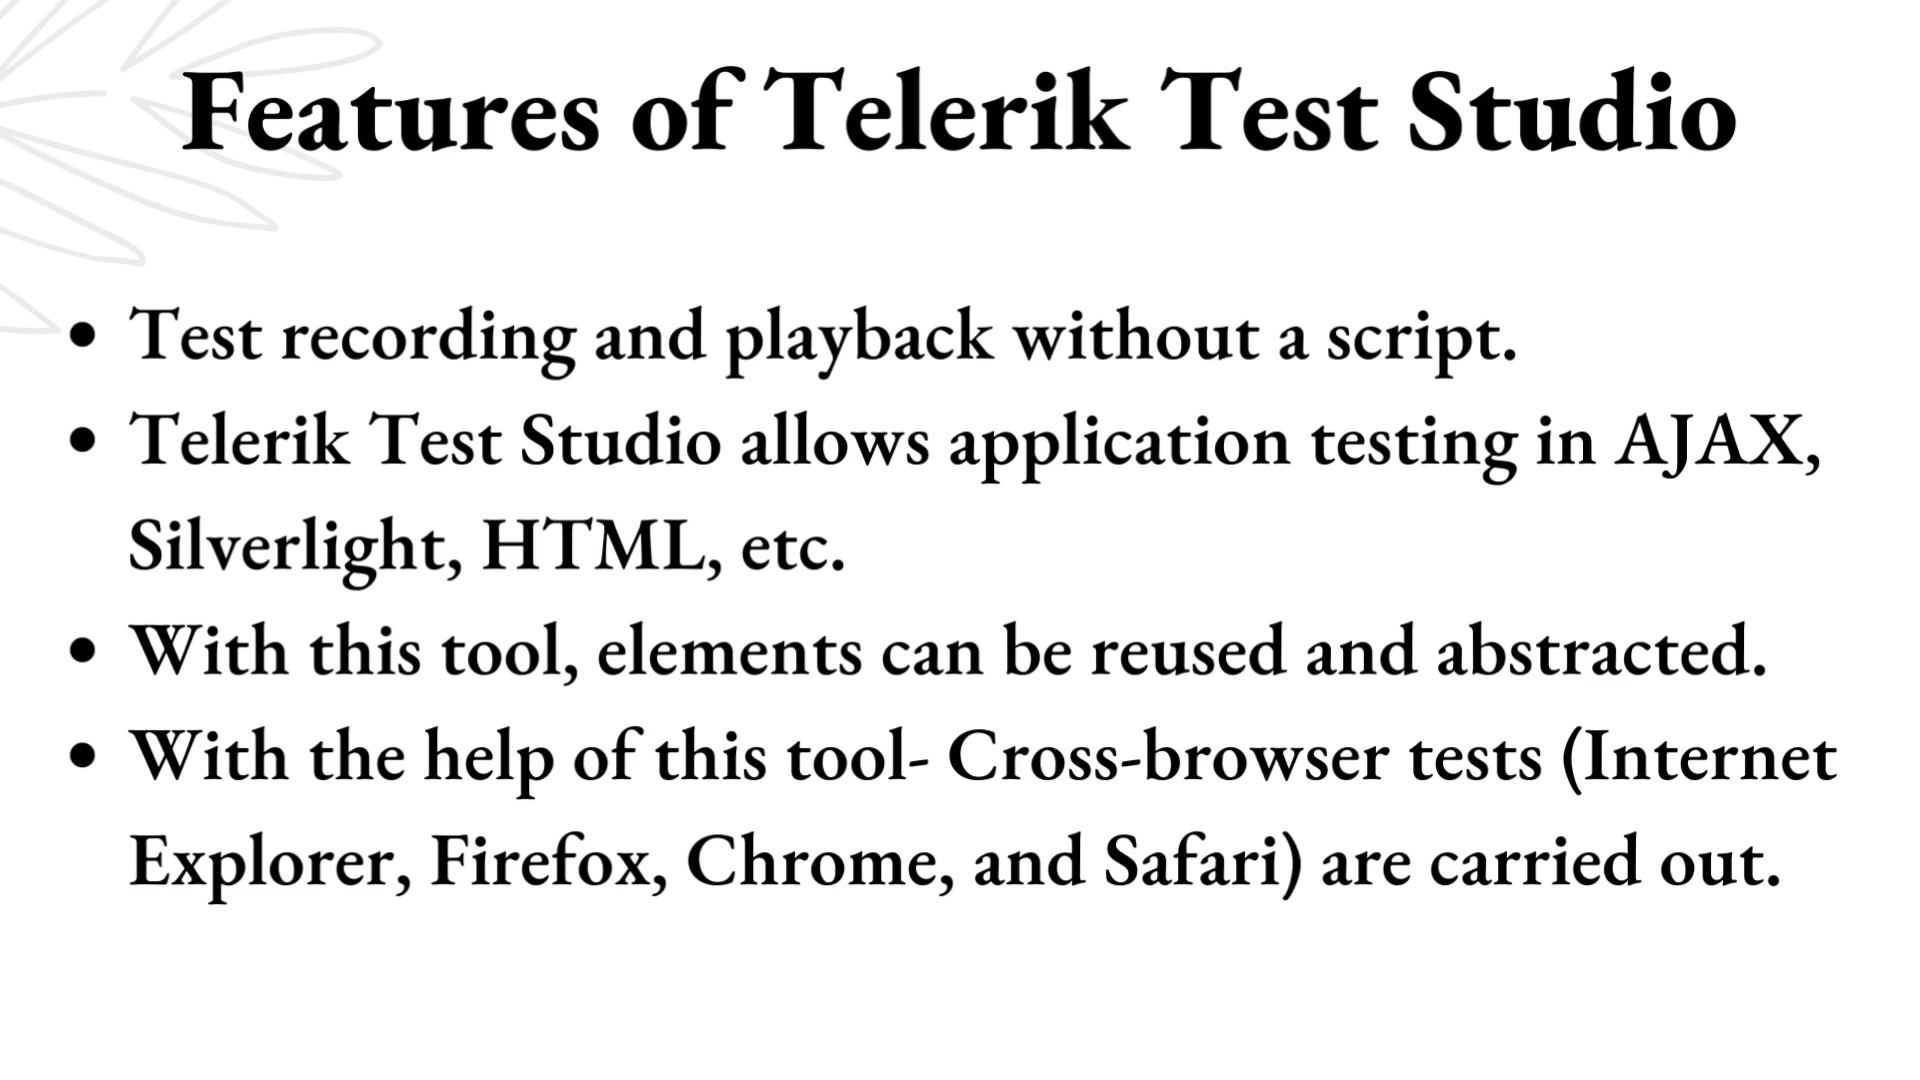 Features of Telerik Test Studio
• Test recording and playback without a script.
• Telerik Test Studio allows application testing in AJAX,
Silverlight, HTML, etc.
• With this tool, elements can be reused and abstracted.
• With the help of this tool- Cross-browser tests (Internet
Explorer, Firefox, Chrome, and Safari) are carried out.